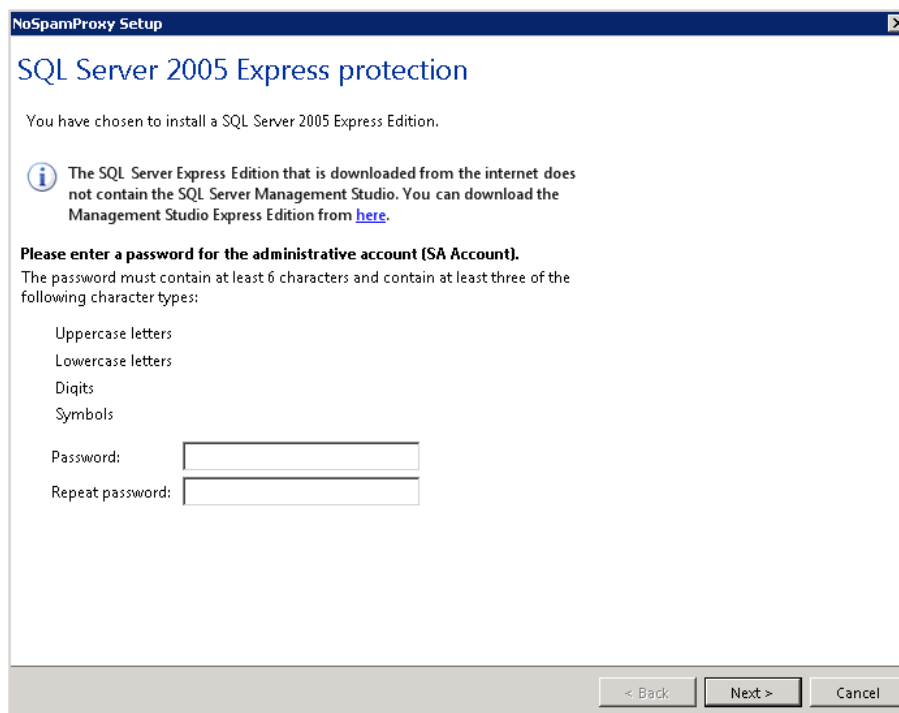 NoSpamProxy Setup
SQL Server 2005 Express protection
You have chosen to install a SQL Server 2005 Express Edition.
The SQL Server Express Edition that is downloaded from the internet does
not contain the SQL Server Management Studio. You can download the
Management Studio Express Edition from here.
Please enter a password for the administrative account (SA Account).
The password must contain at least 6 characters and contain at least three of the
following character types:
Uppercase letters
Lowercase letters
Digits
Symbols
Password:
Repeat password:
< Back
Next >
Cancel